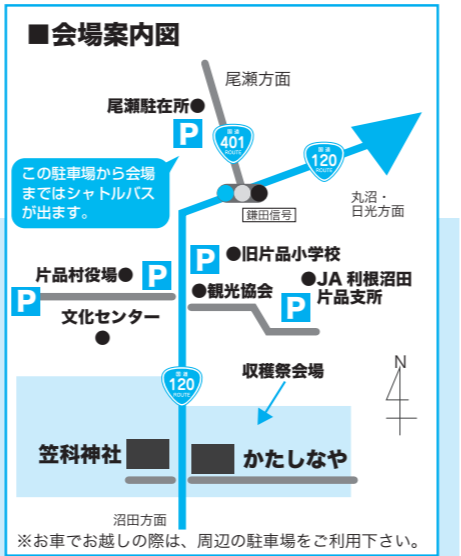 ■会場案内図
尾瀬方面
尾瀬駐在所●
P
国道
401
ROUTE
国道
120
ROUTE
この駐車場から会場
まではシャトルバス
が出ます。
丸沼・
日光方面
鎌田信号
P
●旧片品小学校
片品村役場●
P
P
●観光協会
●JA 利根沼田
片品支所
P
文化センター
●
N
国道
120
ROUTE
収穫祭会場
笠科神社
かたしなや
沼田方面
※お車でお越しの際は、周辺の駐車場をご利用下さい。